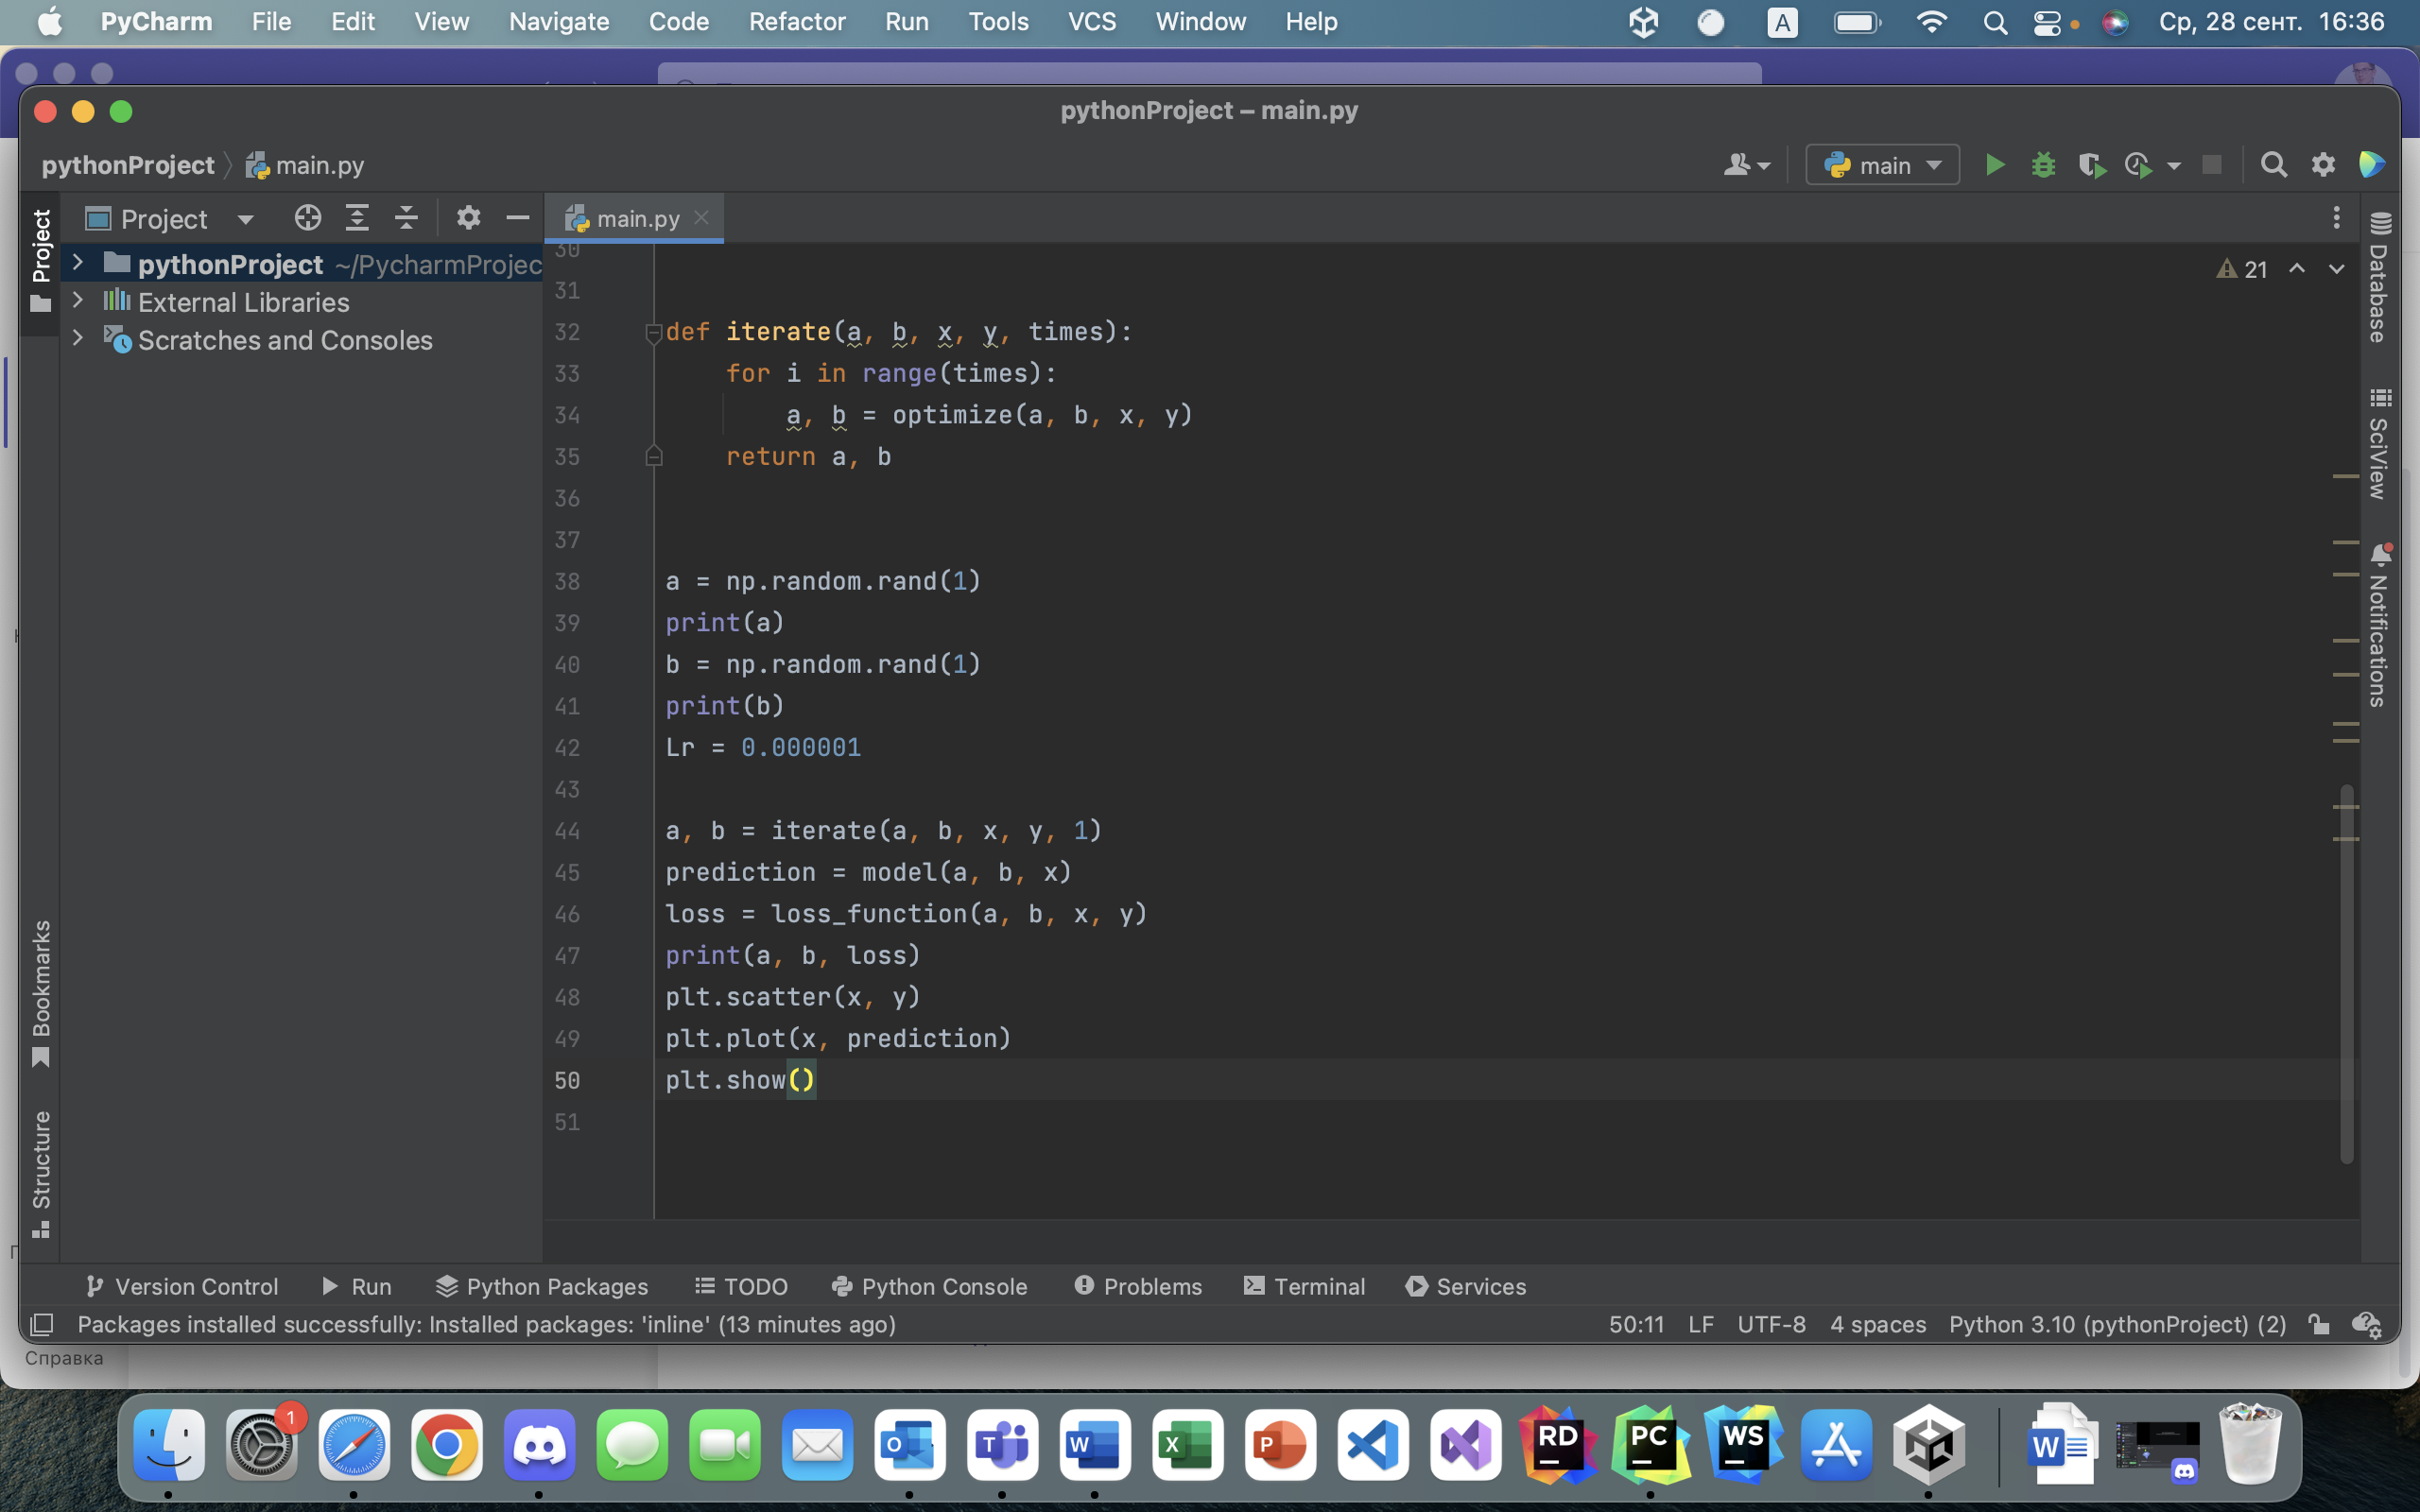 PyCharm File Edit View Navigate Code Refactor Run Tools VCS Window Help A Ср, 28 сент. 16:36
pythonProject – main.py
pythonProject main.py main
Project main.py
Project
pythonProject ~/PycharmProjec
External Libraries
Scratches and Consoles
Bookmarks
Structure
21
30
31
32 def iterate(a, b, x, y, times):
33 for i in range(times):
34 a, b = optimize(a, b, x, y)
35 return a, b
36
37
38 a = np.random.rand(1)
39 print(a)
40 b = np.random.rand(1)
41 print(b)
42 Lr = 0.000001
43
44 a, b = iterate(a, b, x, y, 1)
45 prediction = model(a, b, x)
46 loss = loss_function(a, b, x, y)
47 print(a, b, loss)
48 plt.scatter(x, y)
49 plt.plot(x, prediction)
50 plt.show()
51
Database
SciView
Notifications
Version Control Run Python Packages TODO Python Console Problems Terminal Services
Packages installed successfully: Installed packages: 'inline' (13 minutes ago) 50:11 LF UTF-8 4 spaces Python 3.10 (pythonProject) (2)
Справка
1 O T W X P RD PC WS W